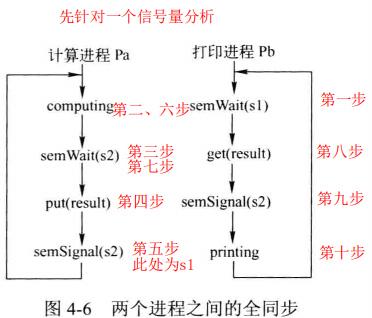 先针对一个信号量分析
计算进程 Pa
打印进程 Pb
computing 第二、六步
semWait(s1) 第一步
semWait(s2) 第三步
第七步
get(result) 第八步
put(result) 第四步
semSignal(s2) 第九步
semSignal(s2) 第五步
此处为s1
printing 第十步
图 4-6 两个进程之间的全同步